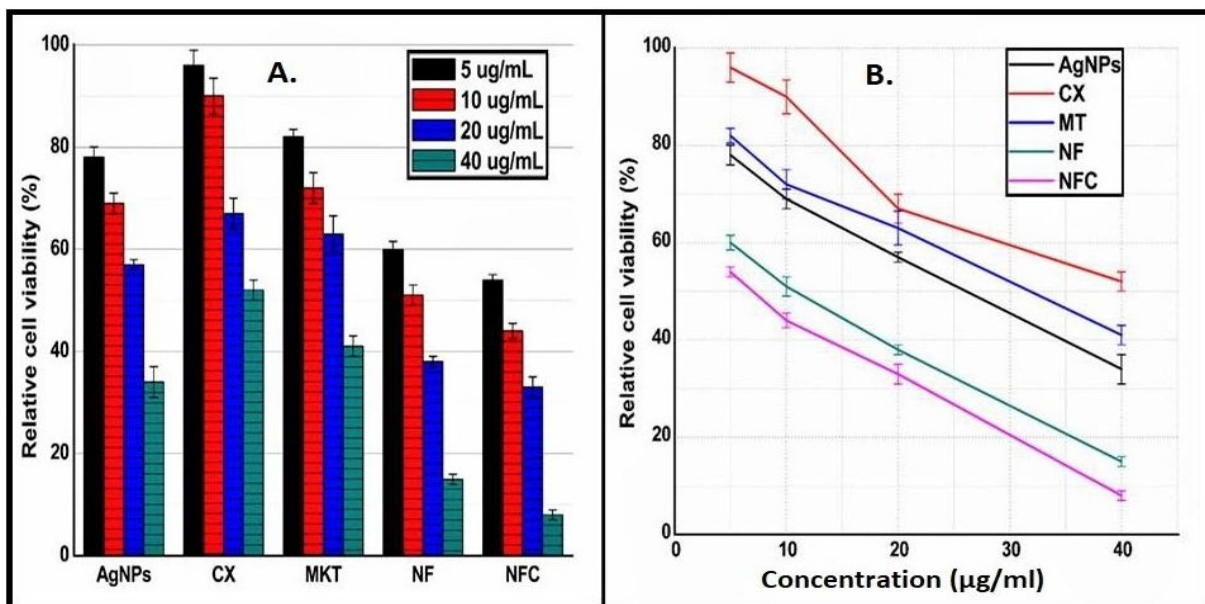 A.
5 ug/mL
10 ug/mL
20 ug/mL
40 ug/mL
Relative cell viability (%)
100
80
60
40
20
0
AgNPs CX MKT NF NFC
B.
AgNPs
CX
MT
NF
NFC
Relative cell viability (%)
100
80
60
40
20
0
0 10 20 30 40
Concentration (µg/ml)